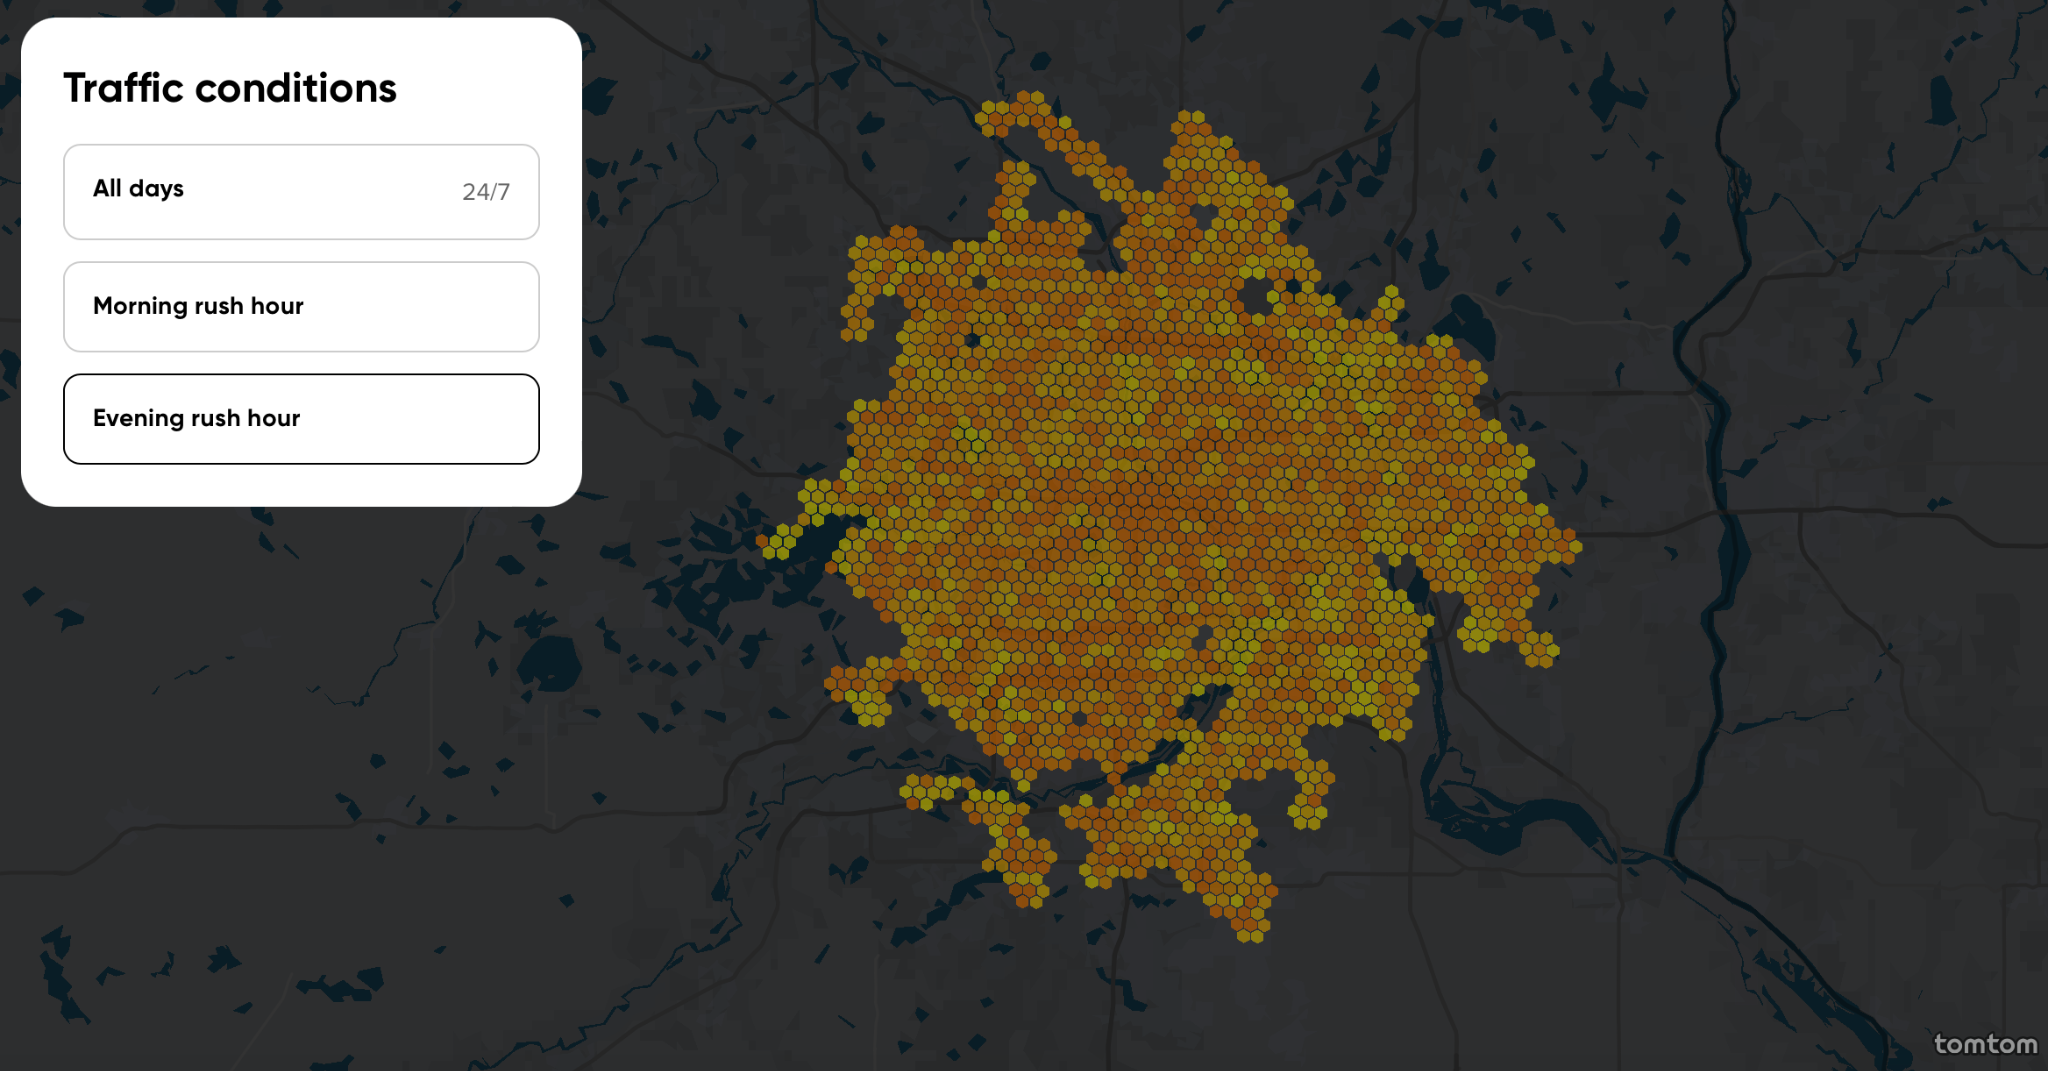 Traffic conditions
All days 24/7
Morning rush hour
Evening rush hour
tomtom